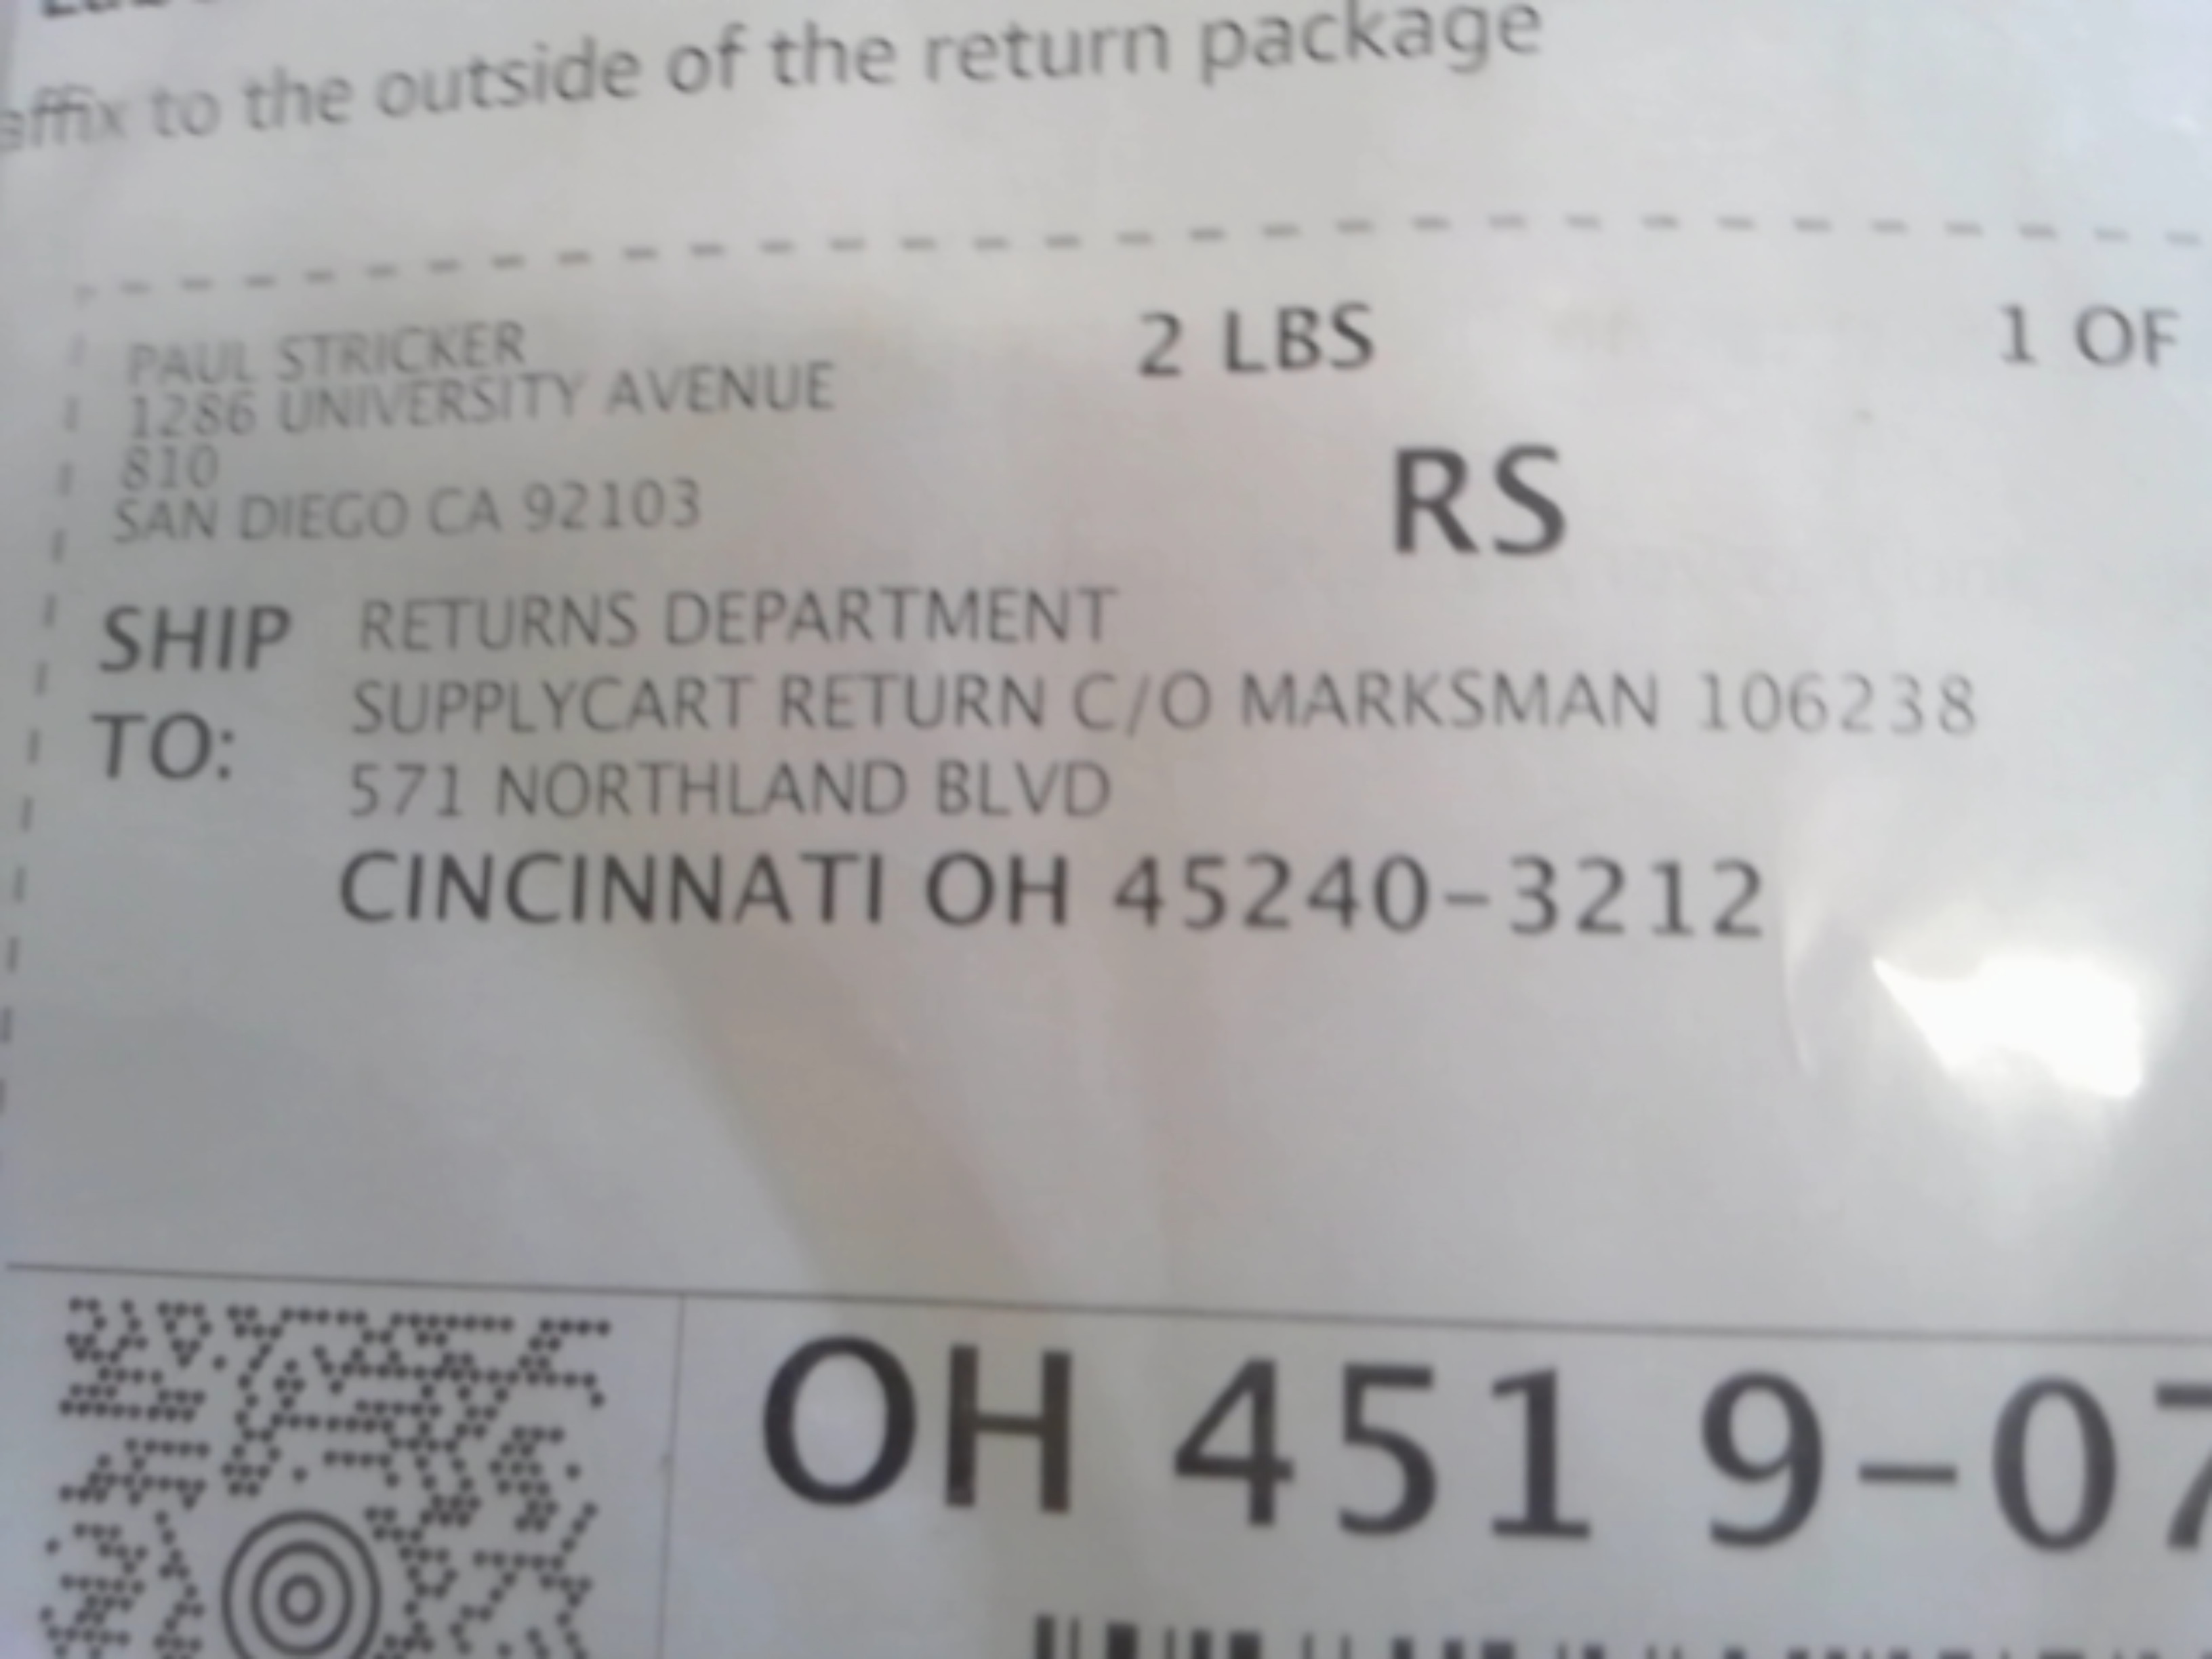 affix to the outside of the return package
PAUL STRICKER
2 LBS
1 OF
1286 UNIVERSITY AVENUE
810
SAN DIEGO CA 92103
RS
SHIP TO:
RETURNS DEPARTMENT
SUPPLYCART RETURN C/O MARKSMAN 106238
571 NORTHLAND BLVD
CINCINNATI OH 45240-3212
OH 451 9-07